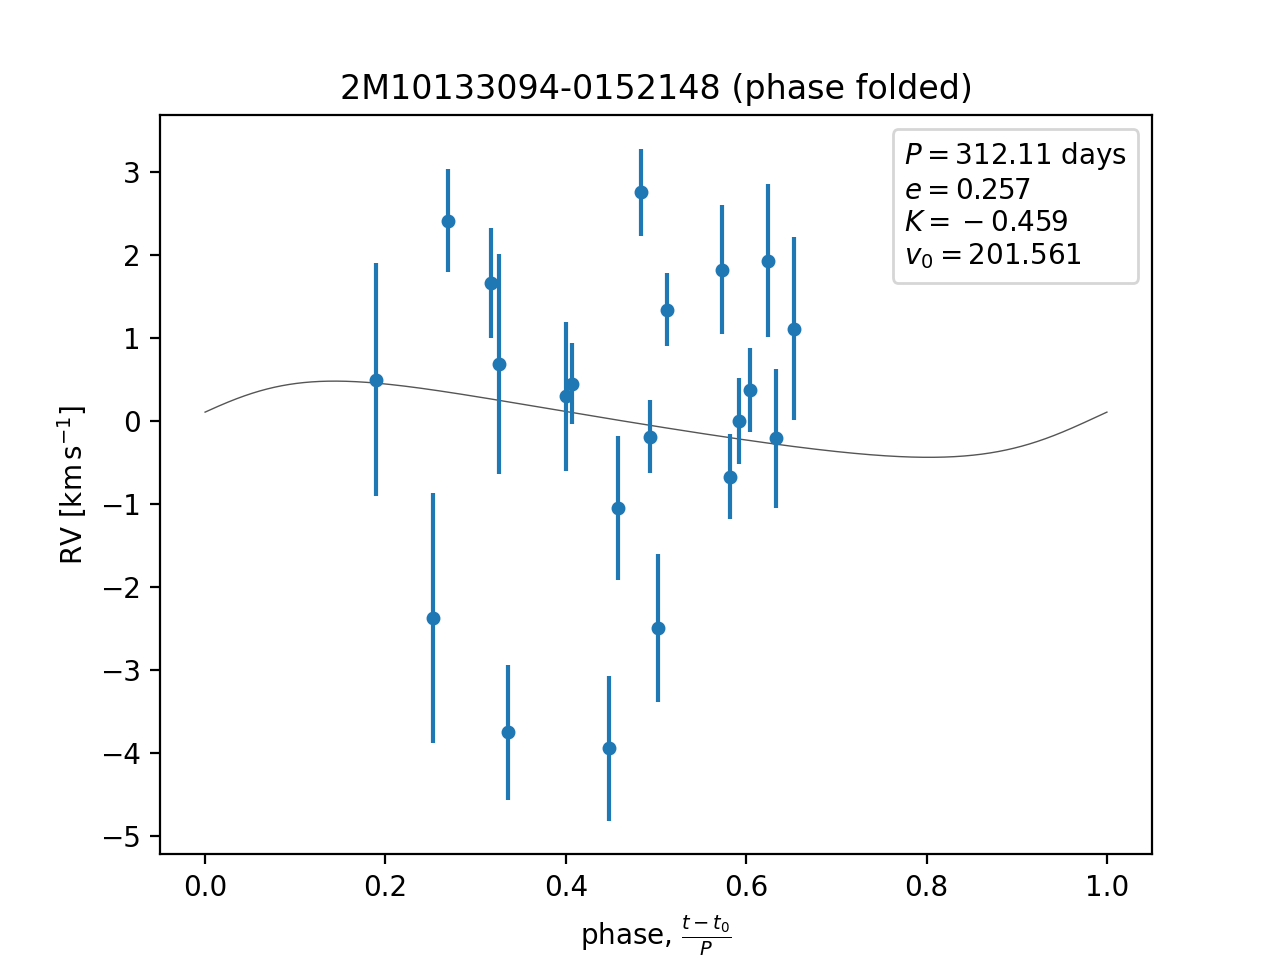 2M10133094-0152148 (phase folded)
P = 312.11 days
e = 0.257
K = −0.459
v₀ = 201.561
RV [km s⁻¹]
3
2
1
0
−1
−2
−3
−4
−5
0.0 0.2 0.4 0.6 0.8 1.0
phase, (t − t₀)/P